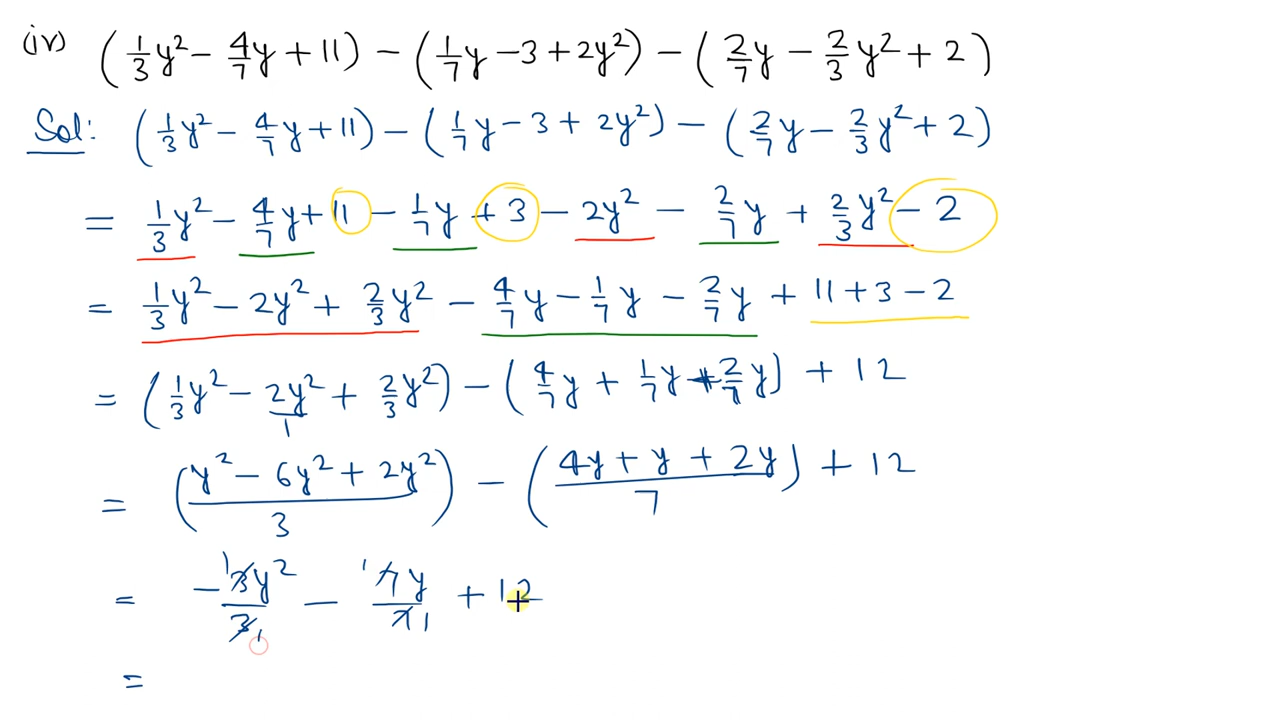 (iv) (1/3 y² − 4/7 y + 11) − (1/7 y − 3 + 2y²) − (2/7 y − 2/3 y² + 2)
Sol: (1/3 y² − 4/7 y + 11) − (1/7 y − 3 + 2y²) − (2/7 y − 2/3 y² + 2)
= 1/3 y² − 4/7 y + 11 − 1/7 y + 3 − 2y² − 2/7 y + 2/3 y² − 2
= 1/3 y² − 2y² + 2/3 y² − 4/7 y − 1/7 y − 2/7 y + 11 + 3 − 2
= (1/3 y² − 2y²/1 + 2/3 y²) − (4/7 y + 1/7 y + 2/7 y) + 12
= ((y² − 6y² + 2y²)/3) − ((4y + y + 2y)/7) + 12
= −3y²/3 − 7y/7 + 12
=